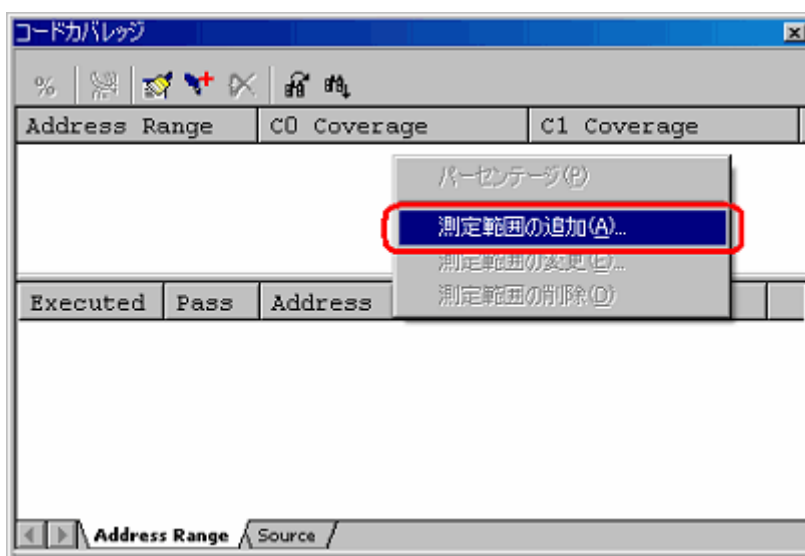 コードカバレッジ
%
Address Range C0 Coverage C1 Coverage
パーセンテージ(P)
測定範囲の追加(A)...
測定範囲の変更(E)...
測定範囲の削除(D)
Executed Pass Address
Address Range Source